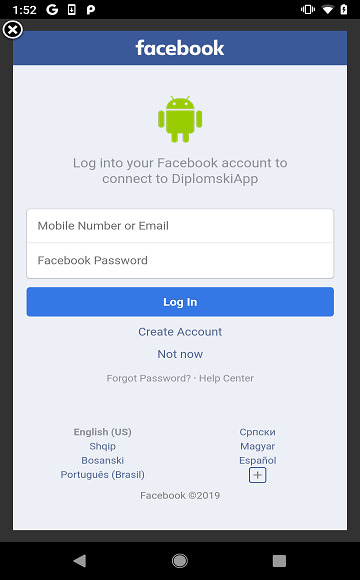 1:52
facebook
Log into your Facebook account to
connect to DiplomskiApp
Mobile Number or Email
Facebook Password
Log In
Create Account
Not now
Forgot Password? · Help Center
English (US)
Српски
Shqip
Magyar
Bosanski
Español
Português (Brasil)
Facebook ©2019